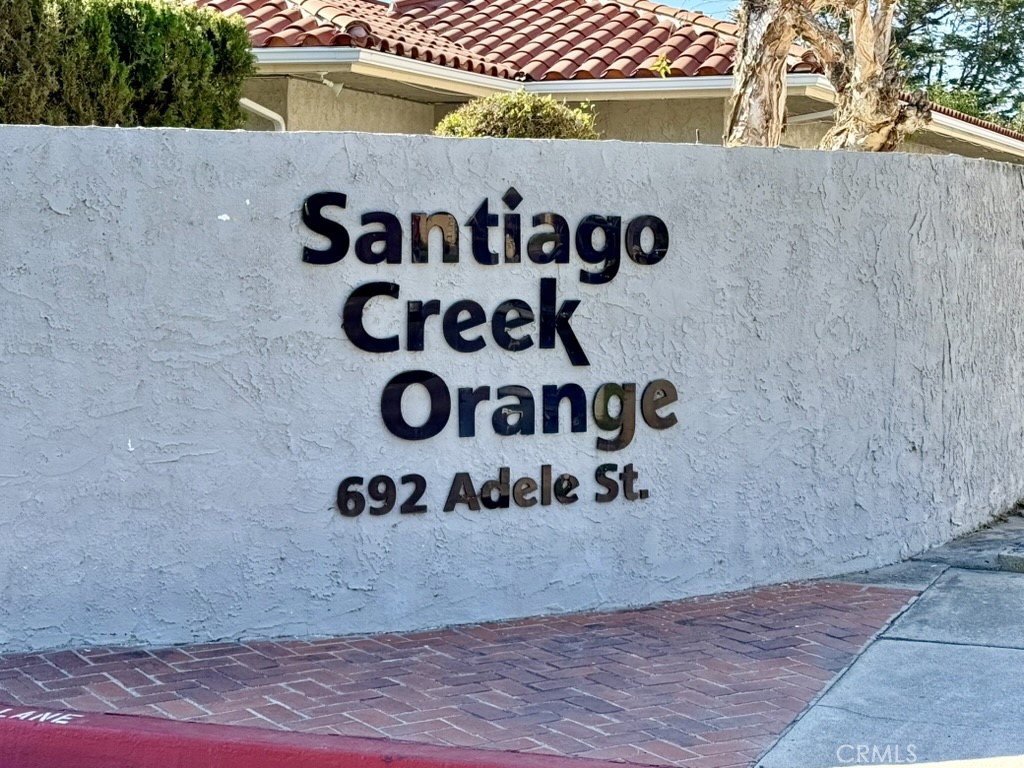 Santiago
Creek
Orange
692 Adele St.
LANE
CRMLS